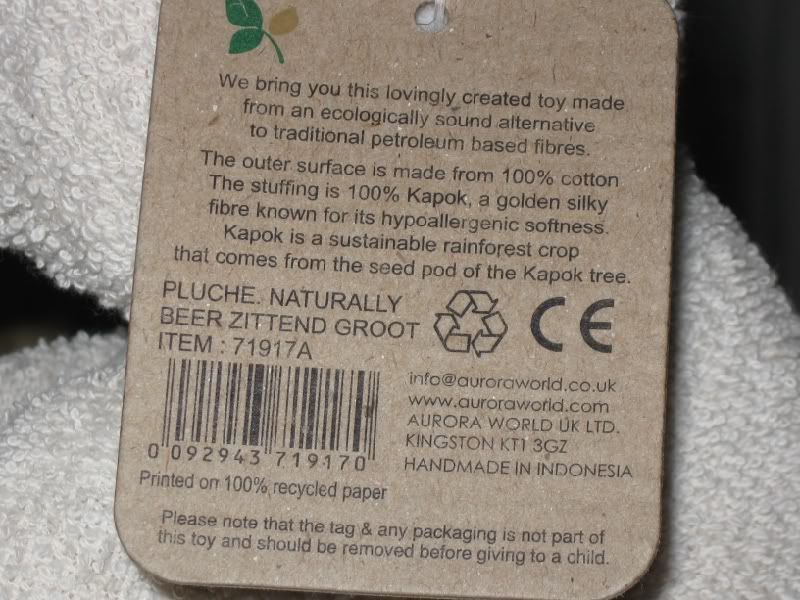 We bring you this lovingly created toy made
from an ecologically sound alternative
to traditional petroleum based fibres.
The outer surface is made from 100% cotton
The stuffing is 100% Kapok, a golden silky
fibre known for its hypoallergenic softness.
Kapok is a sustainable rainforest crop
that comes from the seed pod of the Kapok tree.
PLUCHE. NATURALLY
BEER ZITTEND GROOT
ITEM : 71917A
CE
0 092943 719170
info@auroraworld.co.uk
www.auroraworld.com
AURORA WORLD UK LTD.
KINGSTON KT1 3GZ
HANDMADE IN INDONESIA
Printed on 100% recycled paper
Please note that the tag & any packaging is not part of
this toy and should be removed before giving to a child.